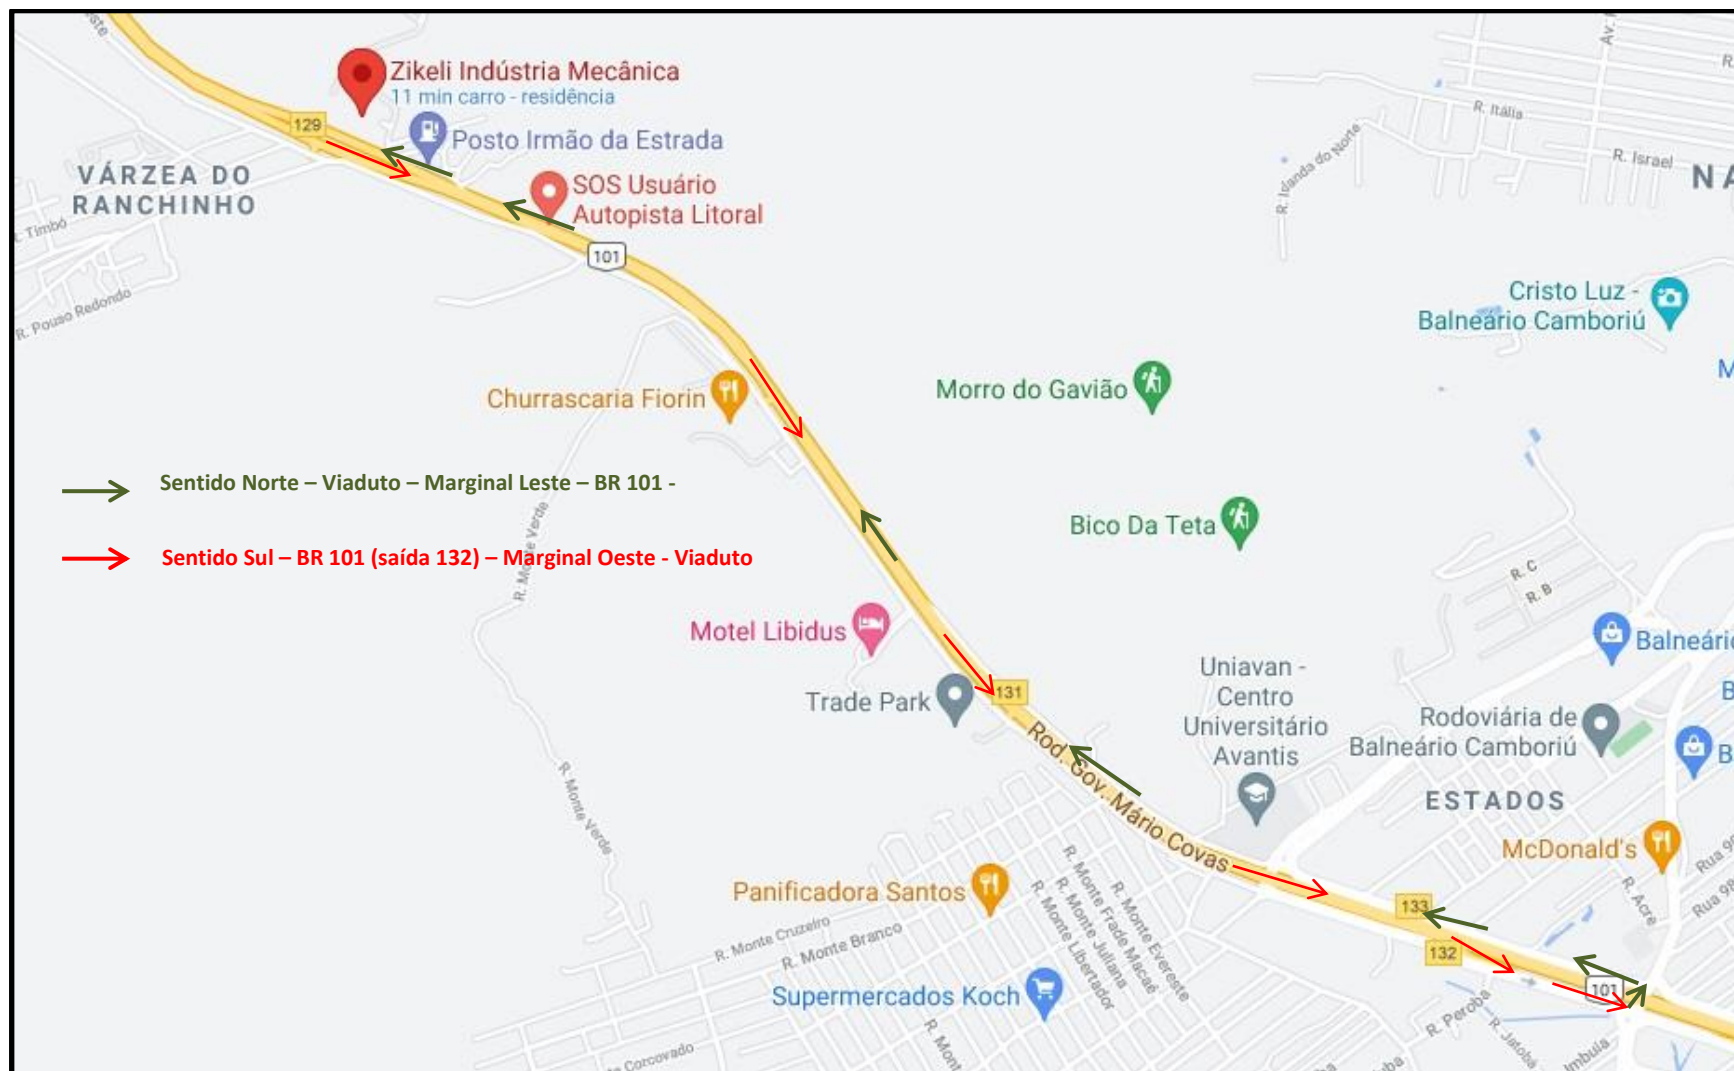 Zikeli Indústria Mecânica
11 min carro - residência
129
Posto Irmão da Estrada
VÁRZEA DO
RANCHINHO
SOS Usuário
Autopista Litoral
101
Timbó
R. Pouso Redondo
R. Itália
R. Israel
R. Islanda do Norte
Cristo Luz -
Balneário Camboriú
Churrascaria Fiorin
Morro do Gavião
Sentido Norte – Viaduto – Marginal Leste – BR 101 -
Bico Da Teta
Sentido Sul – BR 101 (saída 132) – Marginal Oeste - Viaduto
R. Monte Verde
R. C
R. B
Motel Libidus
Trade Park
131
Rod. Gov. Mário Covas
Uniavan -
Centro
Universitário
Avantis
Rodoviária de
Balneário Camboriú
ESTADOS
R. Monte Verde
McDonald's
R. Acre
Panificadora Santos
R. Monte Cruzeiro
R. Monte Branco
R. Monte Libertador
R. Monte Juliana
R. Monte Frade Macaé
R. Monte Evereste
133
132
101
Supermercados Koch
R. Peroba
R. Jatobá
Imbuia
Corcovado